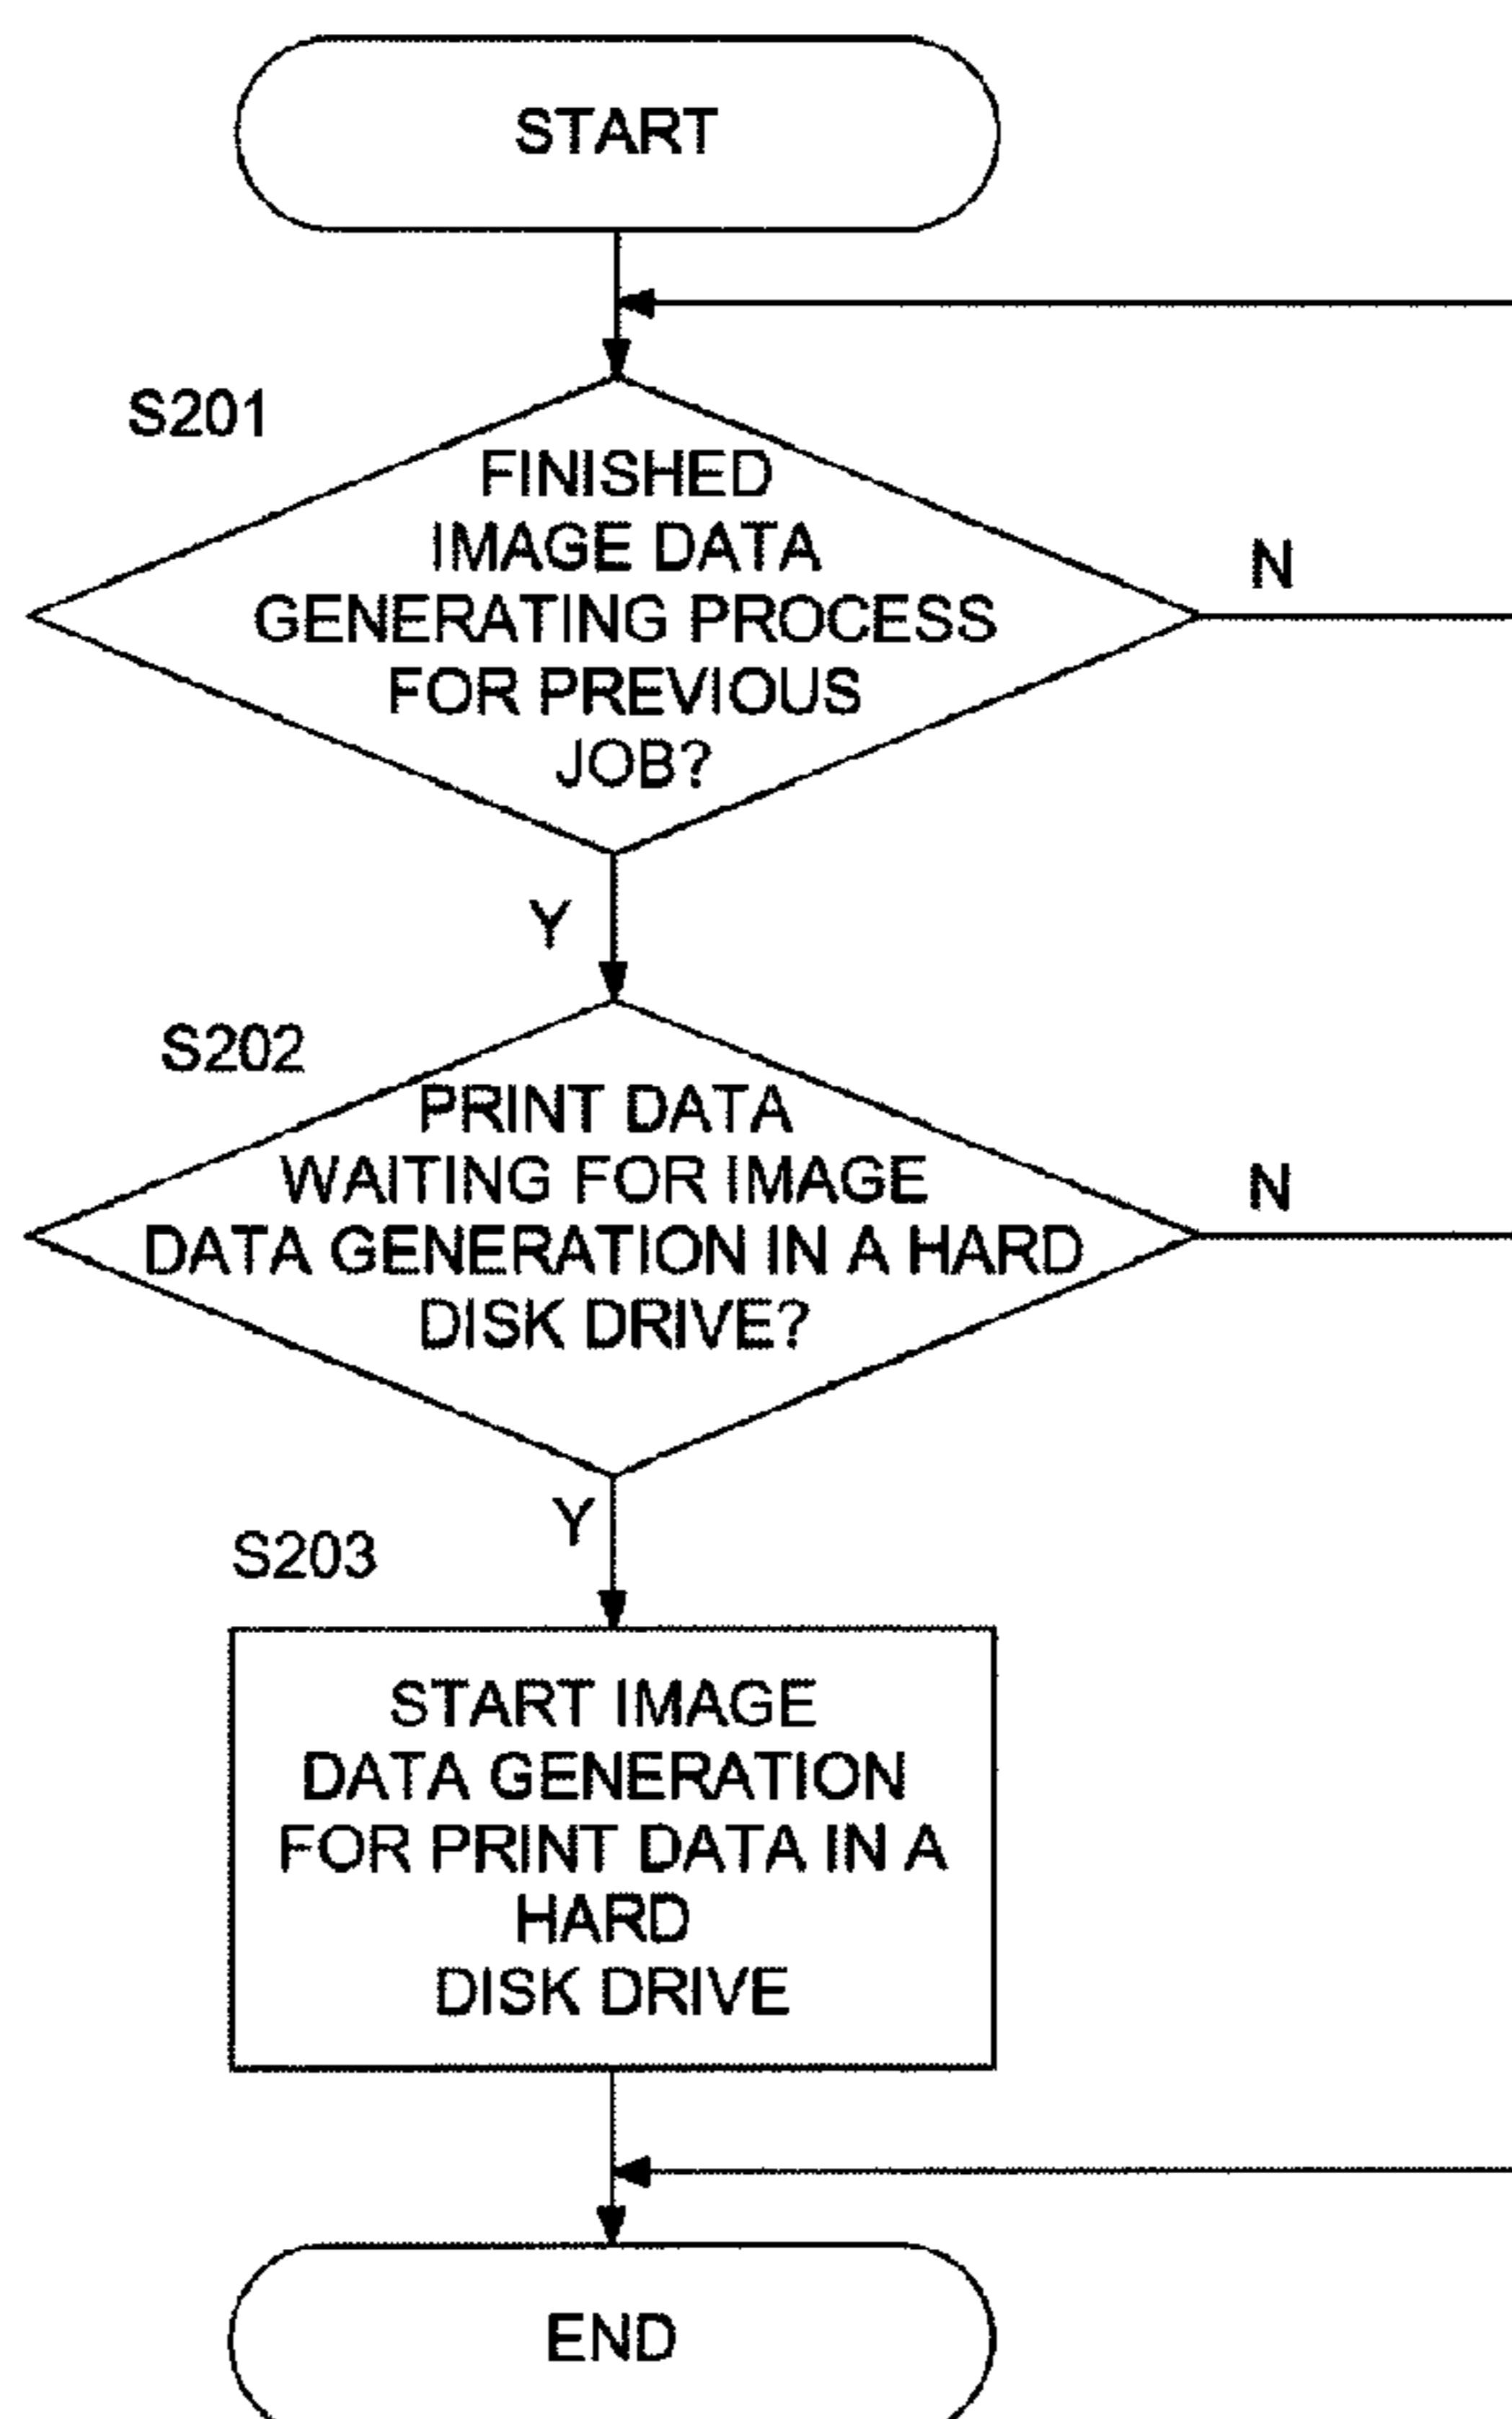 START
S201
FINISHED
IMAGE DATA
GENERATING PROCESS
FOR PREVIOUS
JOB?
N
Y
S202
PRINT DATA
WAITING FOR IMAGE
DATA GENERATION IN A HARD
DISK DRIVE?
N
Y
S203
START IMAGE
DATA GENERATION
FOR PRINT DATA IN A
HARD
DISK DRIVE
END